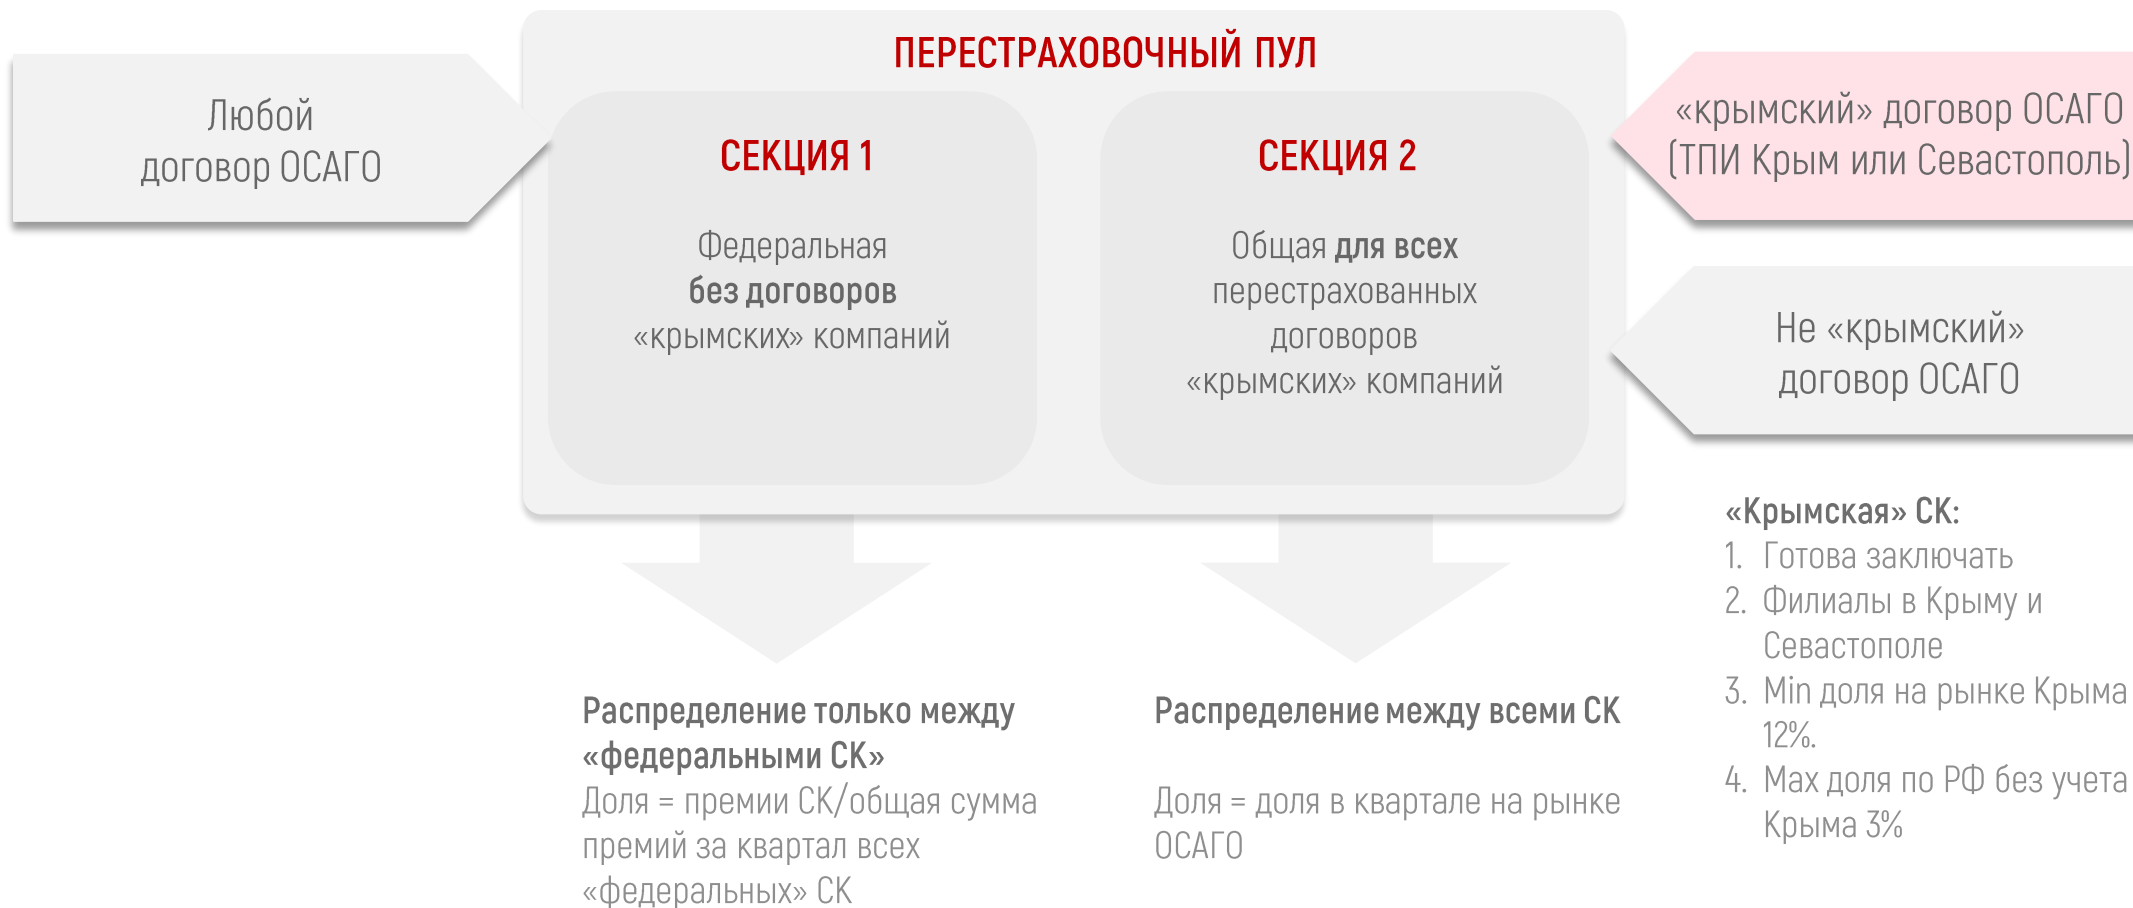 ПЕРЕСТРАХОВОЧНЫЙ ПУЛ
Любой
договор ОСАГО
СЕКЦИЯ 1
Федеральная
без договоров
«крымских» компаний
СЕКЦИЯ 2
Общая для всех
перестрахованных
договоров
«крымских» компаний
«крымский» договор ОСАГО
(ТПИ Крым или Севастополь)
Не «крымский»
договор ОСАГО
Распределение только между
«федеральными СК»
Доля = премии СК/общая сумма
премий за квартал всех
«федеральных» СК
Распределение между всеми СК
Доля = доля в квартале на рынке
ОСАГО
«Крымская» СК:
1. Готова заключать
2. Филиалы в Крыму и
Севастополе
3. Min доля на рынке Крыма
12%.
4. Max доля по РФ без учета
Крыма 3%